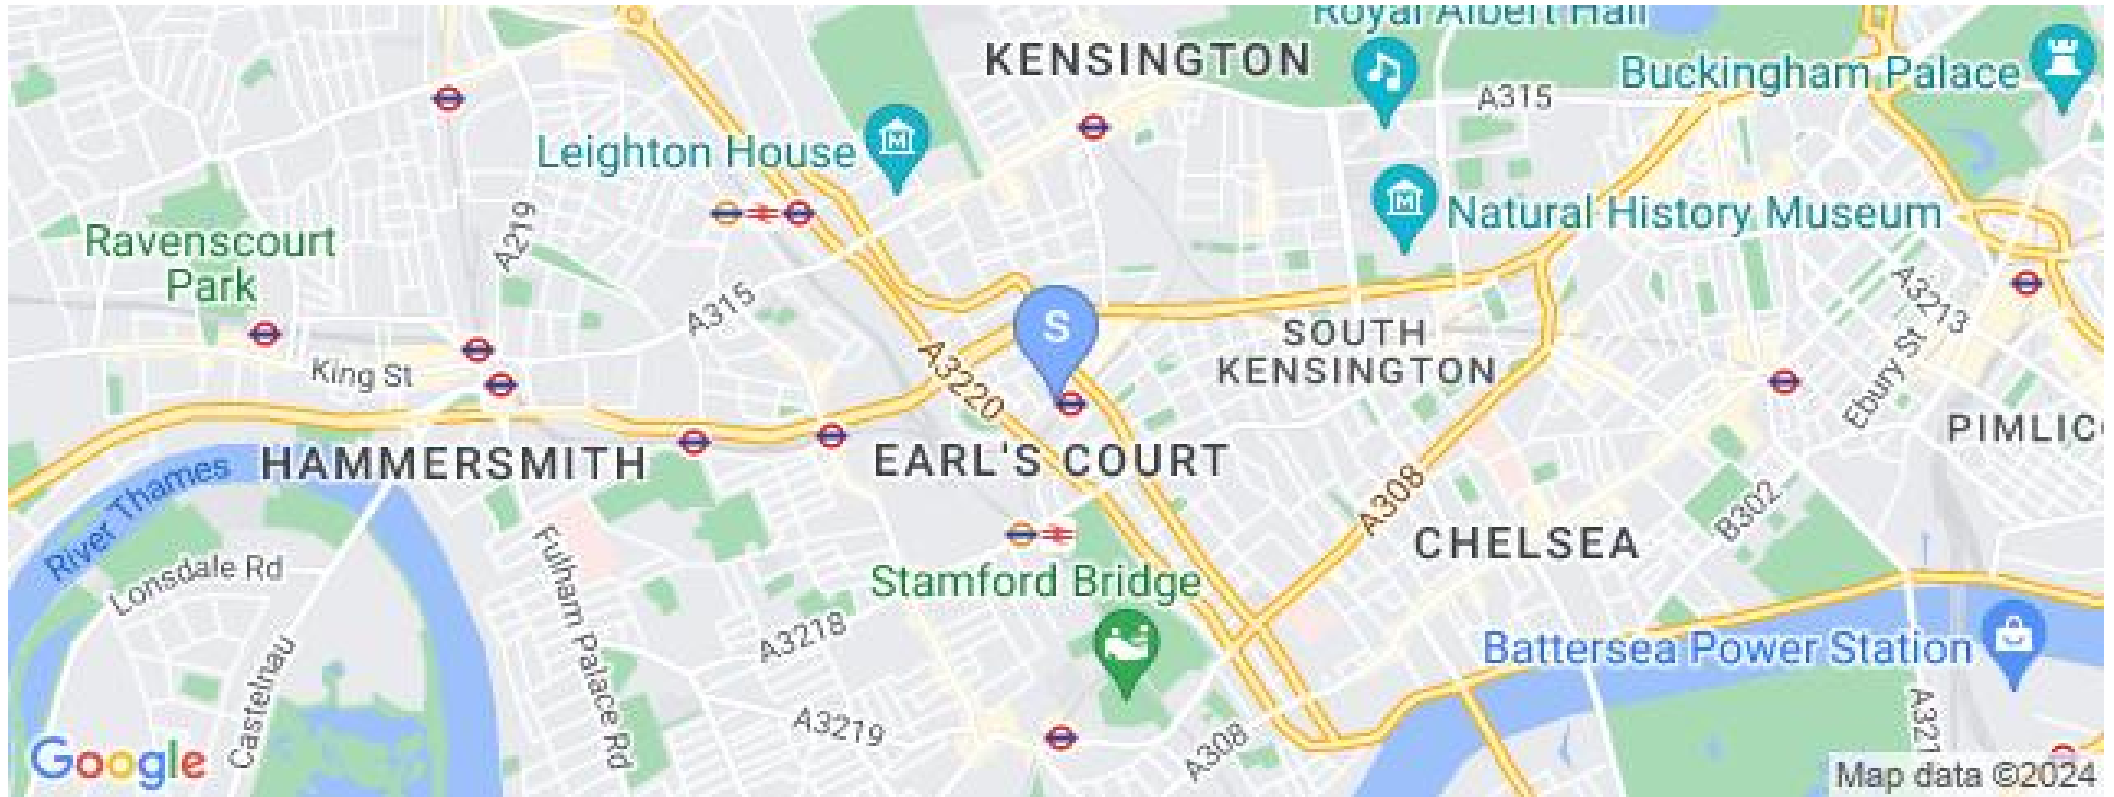 Royal Albert Hall
KENSINGTON
Buckingham Palace
A315
Leighton House
A219
Natural History Museum
Ravenscourt
Park
A315
A3213
S
SOUTH
KENSINGTON
King St
A3220
Ebury St
PIMLIC
HAMMERSMITH
EARL'S COURT
River Thames
A308
B302
CHELSEA
Lonsdale Rd
Fulham Palace Rd
Stamford Bridge
A3218
Battersea Power Station
Castelnau
A3219
A308
A321
Google
Map data ©2024